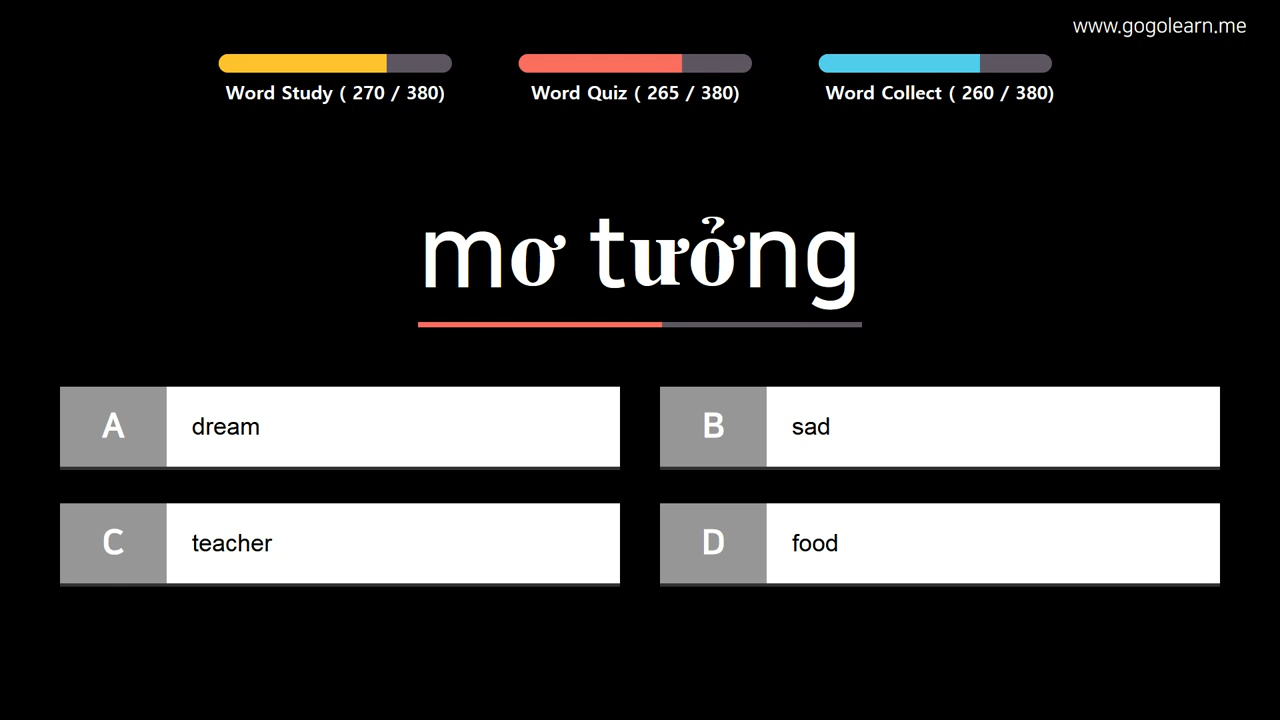 www.gogolearn.me
Word Study ( 270 / 380)
Word Quiz ( 265 / 380)
Word Collect ( 260 / 380)
mơ tưởng
A dream
B sad
C teacher
D food